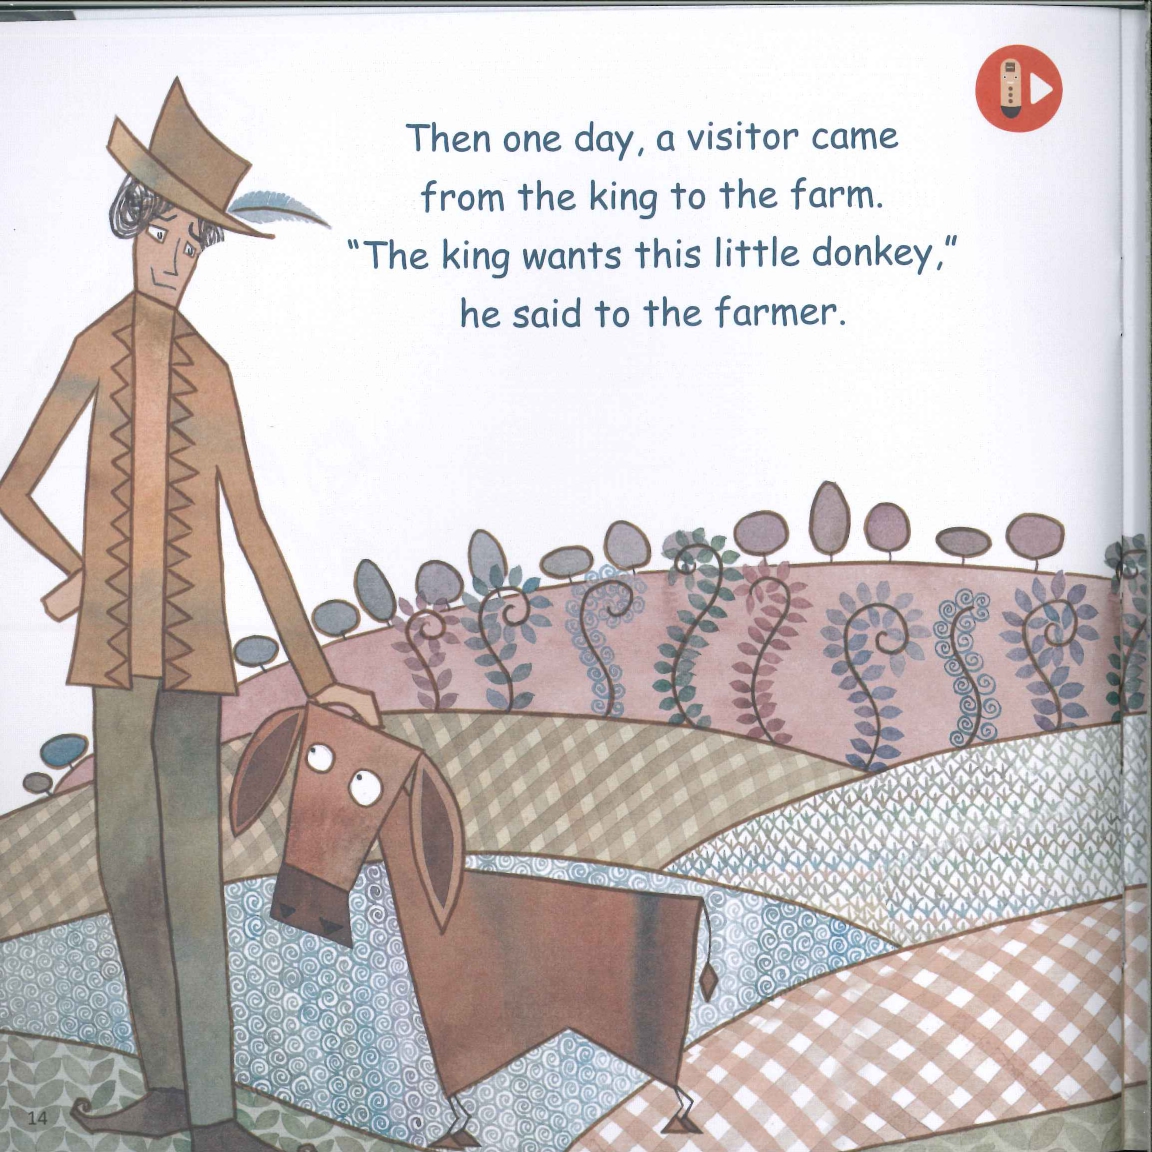 Then one day, a visitor came
from the king to the farm.
“The king wants this little donkey,”
he said to the farmer.
14